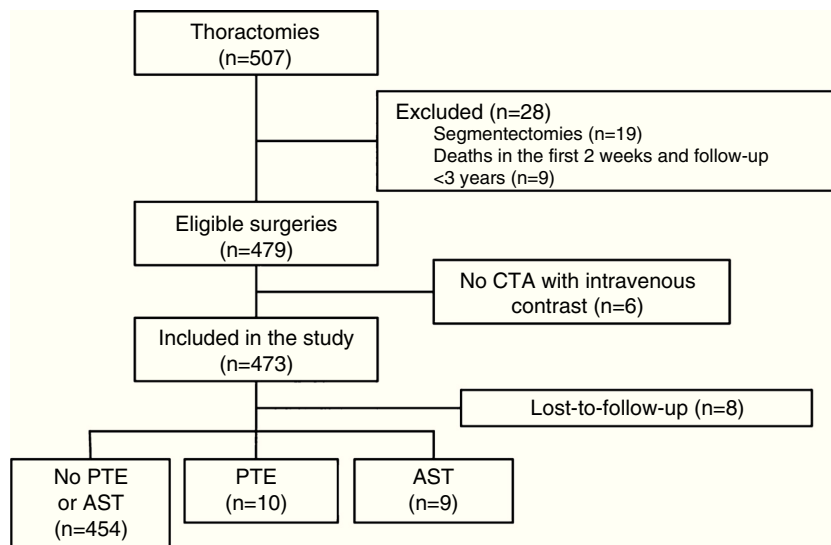 Thoractomies
(n=507)
Excluded (n=28)
Segmentectomies (n=19)
Deaths in the first 2 weeks and follow-up
<3 years (n=9)
Eligible surgeries
(n=479)
No CTA with intravenous
contrast (n=6)
Included in the study
(n=473)
Lost-to-follow-up (n=8)
No PTE
or AST
(n=454)
PTE
(n=10)
AST
(n=9)